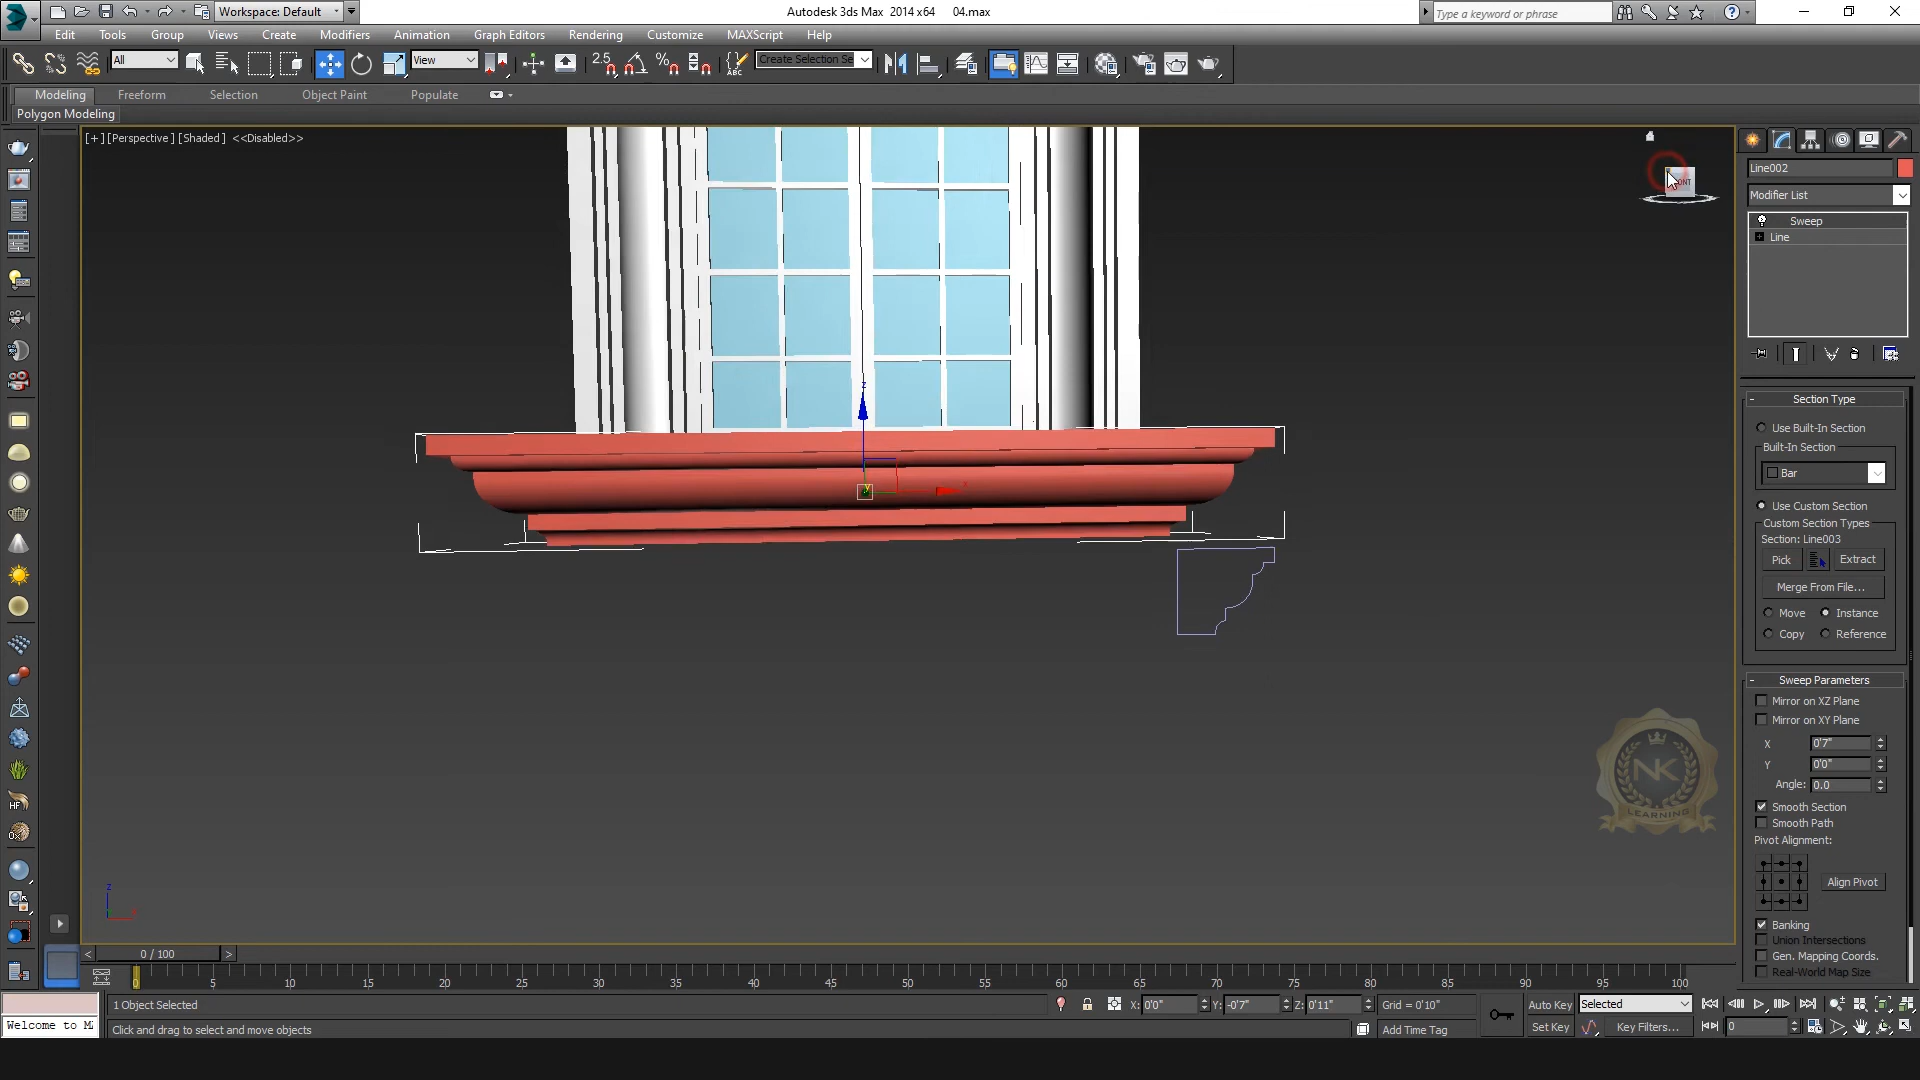 Workspace: Default
Autodesk 3ds Max 2014 x64 04.max
Type a keyword or phrase
Edit Tools Group Views Create Modifiers Animation Graph Editors Rendering Customize MAXScript Help
All
View
2.5
Create Selection Se
Modeling Freeform Selection Object Paint Populate
Polygon Modeling
[+] [Perspective] [Shaded] <<Disabled>>
Line002
Modifier List
Sweep
Line
z
x
y
- Section Type
Use Built-In Section
Built-In Section
Bar
Use Custom Section
Custom Section Types
Section: Line003
Pick Extract
Merge From File...
Move Instance
Copy Reference
- Sweep Parameters
Mirror on XZ Plane
Mirror on XY Plane
X 0'7"
Y 0'0"
Angle: 0.0
Smooth Section
Smooth Path
Pivot Alignment:
Align Pivot
Banking
Union Intersections
Gen. Mapping Coords.
Real-World Map Size
HF
NK
LEARNING
z
< 0 / 100 >
0 5 10 15 20 25 30 35 40 45 50 55 60 65 70 75 80 85 90 95 100
1 Object Selected
X: 0'0" Y: -0'7" Z: 0'11" Grid = 0'10"
Auto Key Selected
Welcome to M
Click and drag to select and move objects
Add Time Tag
Set Key Key Filters... 0